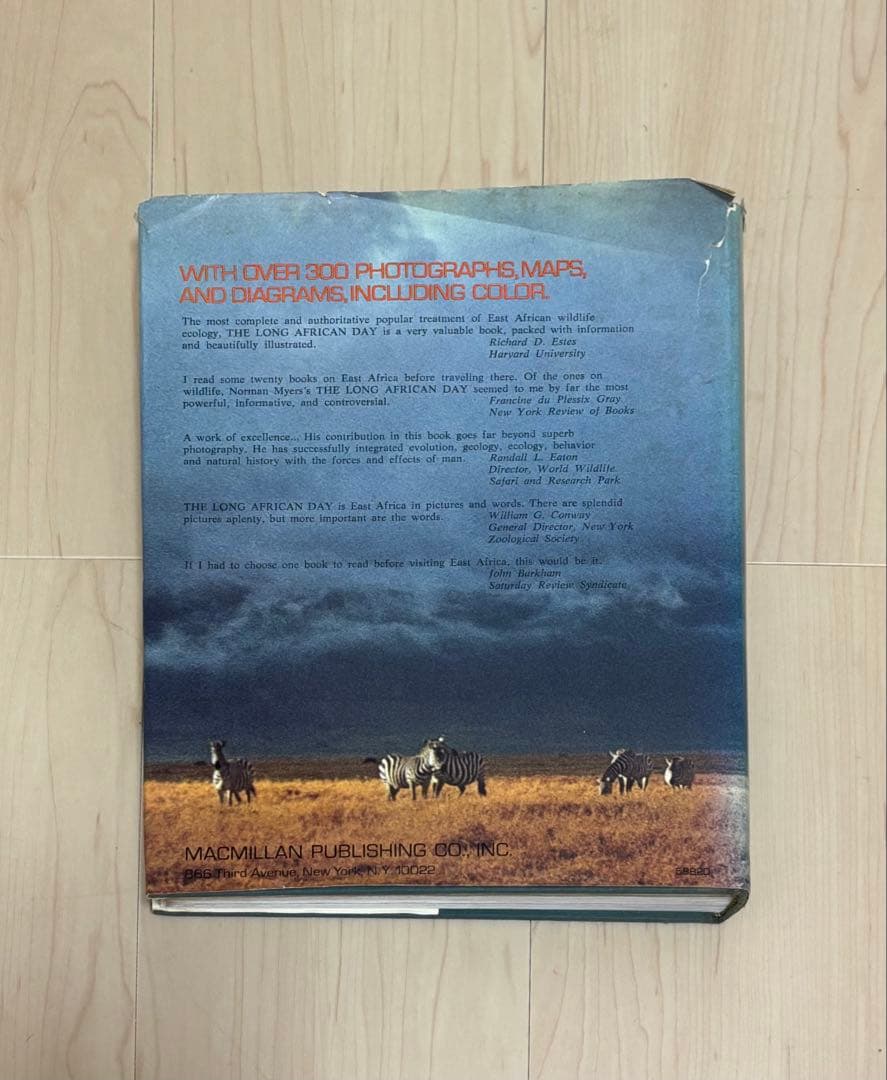 WITH OVER 300 PHOTOGRAPHS, MAPS,
AND DIAGRAMS, INCLUDING COLOR.
The most complete and authoritative popular treatment of East African wildlife
ecology, THE LONG AFRICAN DAY is a very valuable book, packed with information
and beautifully illustrated.
Richard D. Estes
Harvard University
I read some twenty books on East Africa before traveling there. Of the ones on
wildlife, Norman Myers's THE LONG AFRICAN DAY seemed to me by far the most
powerful, informative, and controversial.
Francine du Plessix Gray
New York Review of Books
A work of excellence... His contribution in this book goes far beyond superb
photography. He has successfully integrated evolution, geology, ecology, behavior
and natural history with the forces and effects of man.
Randall L. Eaton
Director, World Wildlife
Safari and Research Park
THE LONG AFRICAN DAY is East Africa in pictures and words. There are splendid
pictures aplenty, but more important are the words.
William G. Conway
General Director, New York
Zoological Society
If I had to choose one book to read before visiting East Africa, this would be it.
John Barkham
Saturday Review Syndicate
MACMILLAN PUBLISHING CO., INC.
866 Third Avenue, New York, N.Y. 10022